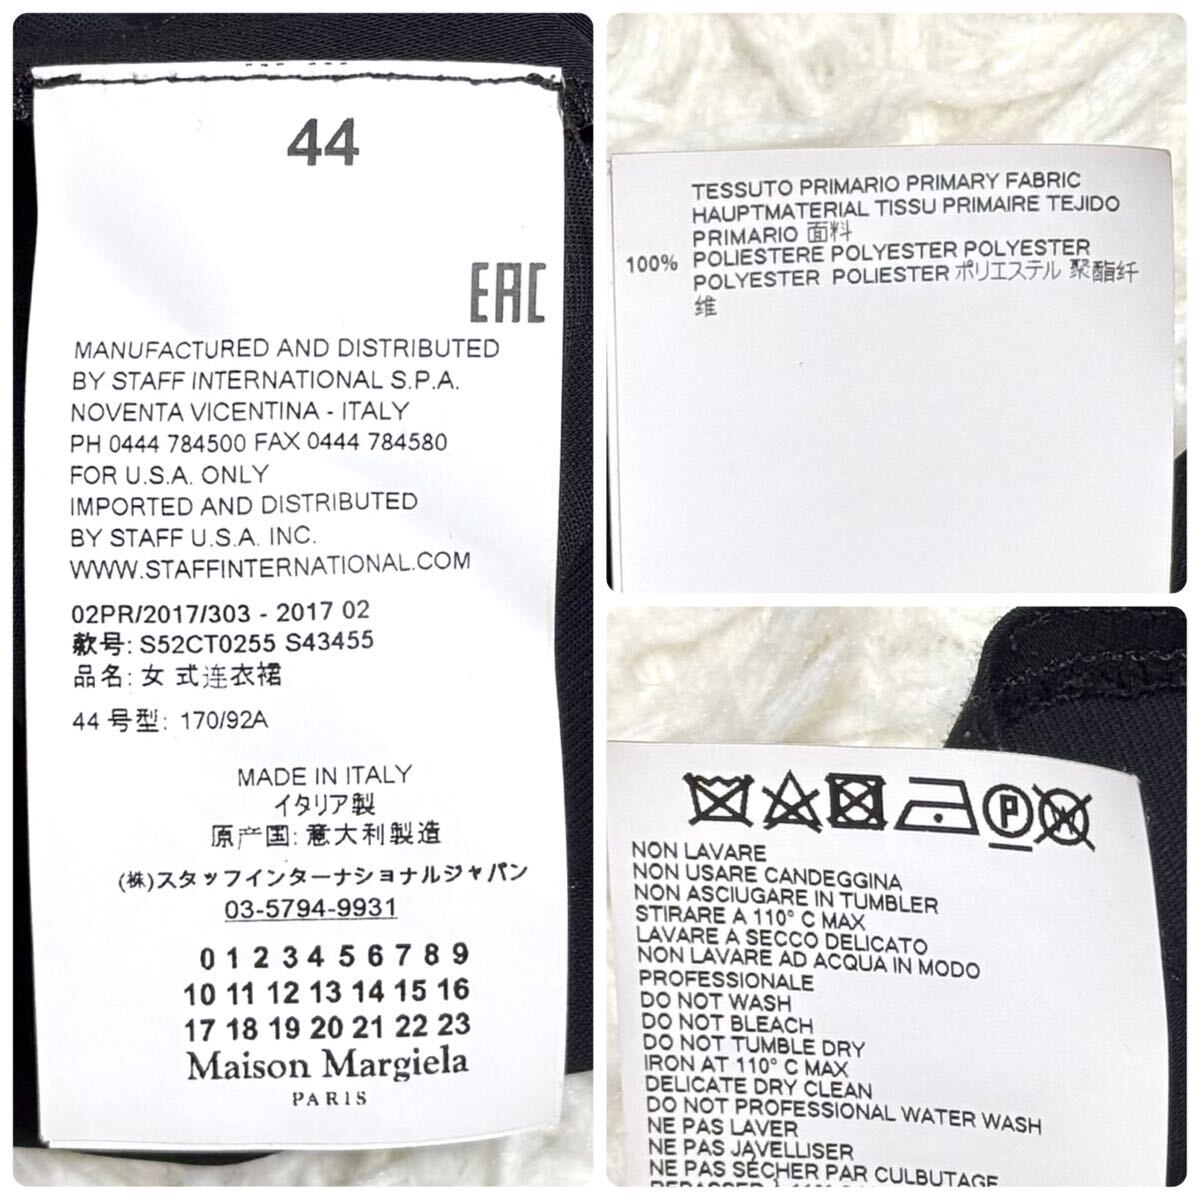 44
EAC
MANUFACTURED AND DISTRIBUTED
BY STAFF INTERNATIONAL S.P.A.
NOVENTA VICENTINA - ITALY
PH 0444 784500 FAX 0444 784580
FOR U.S.A. ONLY
IMPORTED AND DISTRIBUTED
BY STAFF U.S.A. INC.
WWW.STAFFINTERNATIONAL.COM
02PR/2017/303 - 2017 02
款号: S52CT0255 S43455
品名: 女 式连衣裙
44 号型: 170/92A
MADE IN ITALY
イタリア製
原产国: 意大利製造
(株)スタッフインターナショナルジャパン
03-5794-9931
0 1 2 3 4 5 6 7 8 9
10 11 12 13 14 15 16
17 18 19 20 21 22 23
Maison Margiela
PARIS
TESSUTO PRIMARIO PRIMARY FABRIC
HAUPTMATERIAL TISSU PRIMAIRE TEJIDO
PRIMARIO 面料
100% POLIESTERE POLYESTER POLYESTER
POLYESTER POLIESTER ポリエステル 聚酯纤
维
P
W
NON LAVARE
NON USARE CANDEGGINA
NON ASCIUGARE IN TUMBLER
STIRARE A 110° C MAX
LAVARE A SECCO DELICATO
NON LAVARE AD ACQUA IN MODO
PROFESSIONALE
DO NOT WASH
DO NOT BLEACH
DO NOT TUMBLE DRY
IRON AT 110° C MAX
DELICATE DRY CLEAN
DO NOT PROFESSIONAL WATER WASH
NE PAS LAVER
NE PAS JAVELLISER
NE PAS SÉCHER PAR CULBUTAGE